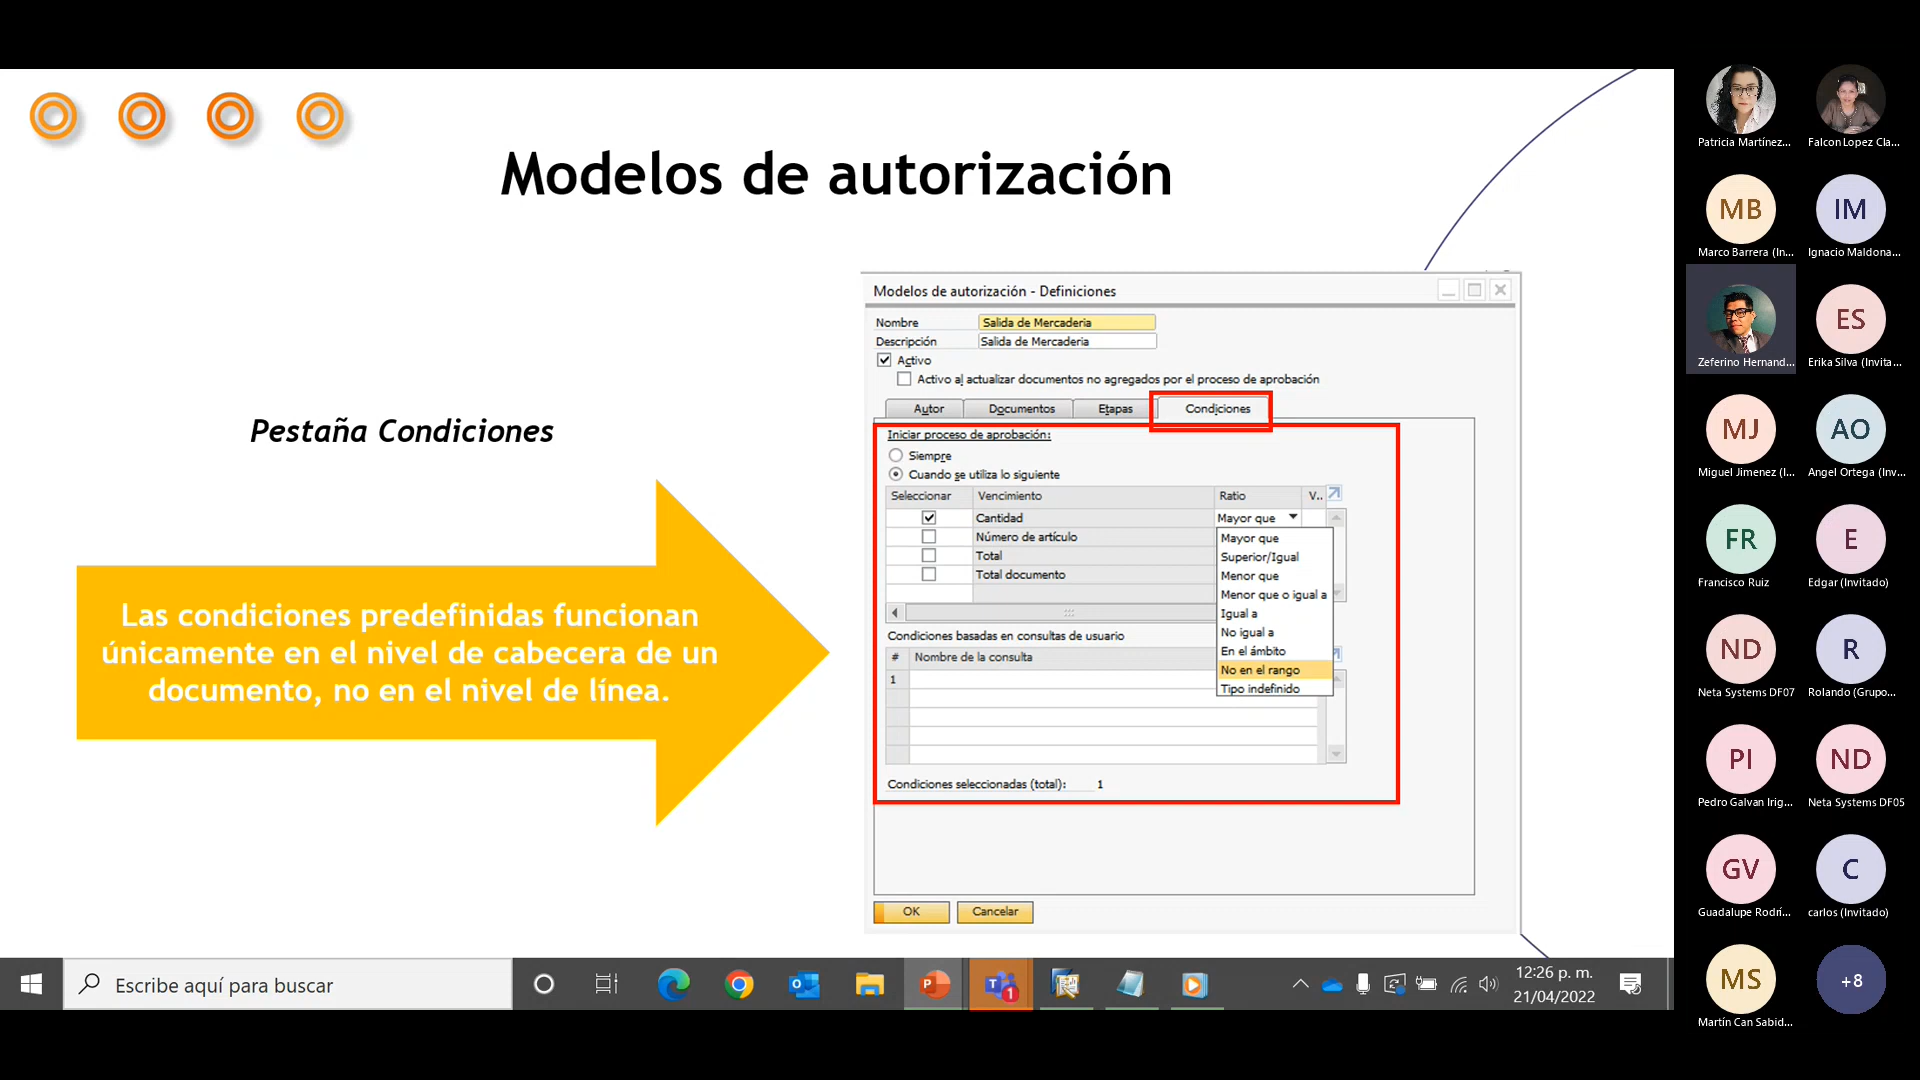 Modelos de autorización
Pestaña Condiciones
Las condiciones predefinidas funcionan
únicamente en el nivel de cabecera de un
documento, no en el nivel de línea.
Modelos de autorización - Definiciones
Nombre
Salida de Mercaderia
Descripción
Salida de Mercaderia
Activo
Activo al actualizar documentos no agregados por el proceso de aprobación
Autor
Documentos
Etapas
Condiciones
Iniciar proceso de aprobación:
Siempre
Cuando se utiliza lo siguiente
Seleccionar
Vencimiento
Ratio
V..
Cantidad
Mayor que
Número de artículo
Total
Total documento
Mayor que
Superior/Igual
Menor que
Menor que o igual a
Igual a
No igual a
En el ámbito
No en el rango
Tipo indefinido
Condiciones basadas en consultas de usuario
#
Nombre de la consulta
1
Condiciones seleccionadas (total):
1
OK
Cancelar
Escribe aquí para buscar
T
1
12:26 p. m.
21/04/2022
Patricia Martínez...
Falcon Lopez Cla...
MB
Marco Barrera (In...
IM
Ignacio Maldona...
Zeferino Hernand...
ES
Erika Silva (Invita...
MJ
Miguel Jimenez (I...
AO
Angel Ortega (Inv...
FR
Francisco Ruiz
E
Edgar (Invitado)
ND
Neta Systems DF07
R
Rolando (Grupo...
PI
Pedro Galvan Irig...
ND
Neta Systems DF05
GV
Guadalupe Rodrí...
C
carlos (Invitado)
MS
Martín Can Sabid...
+8